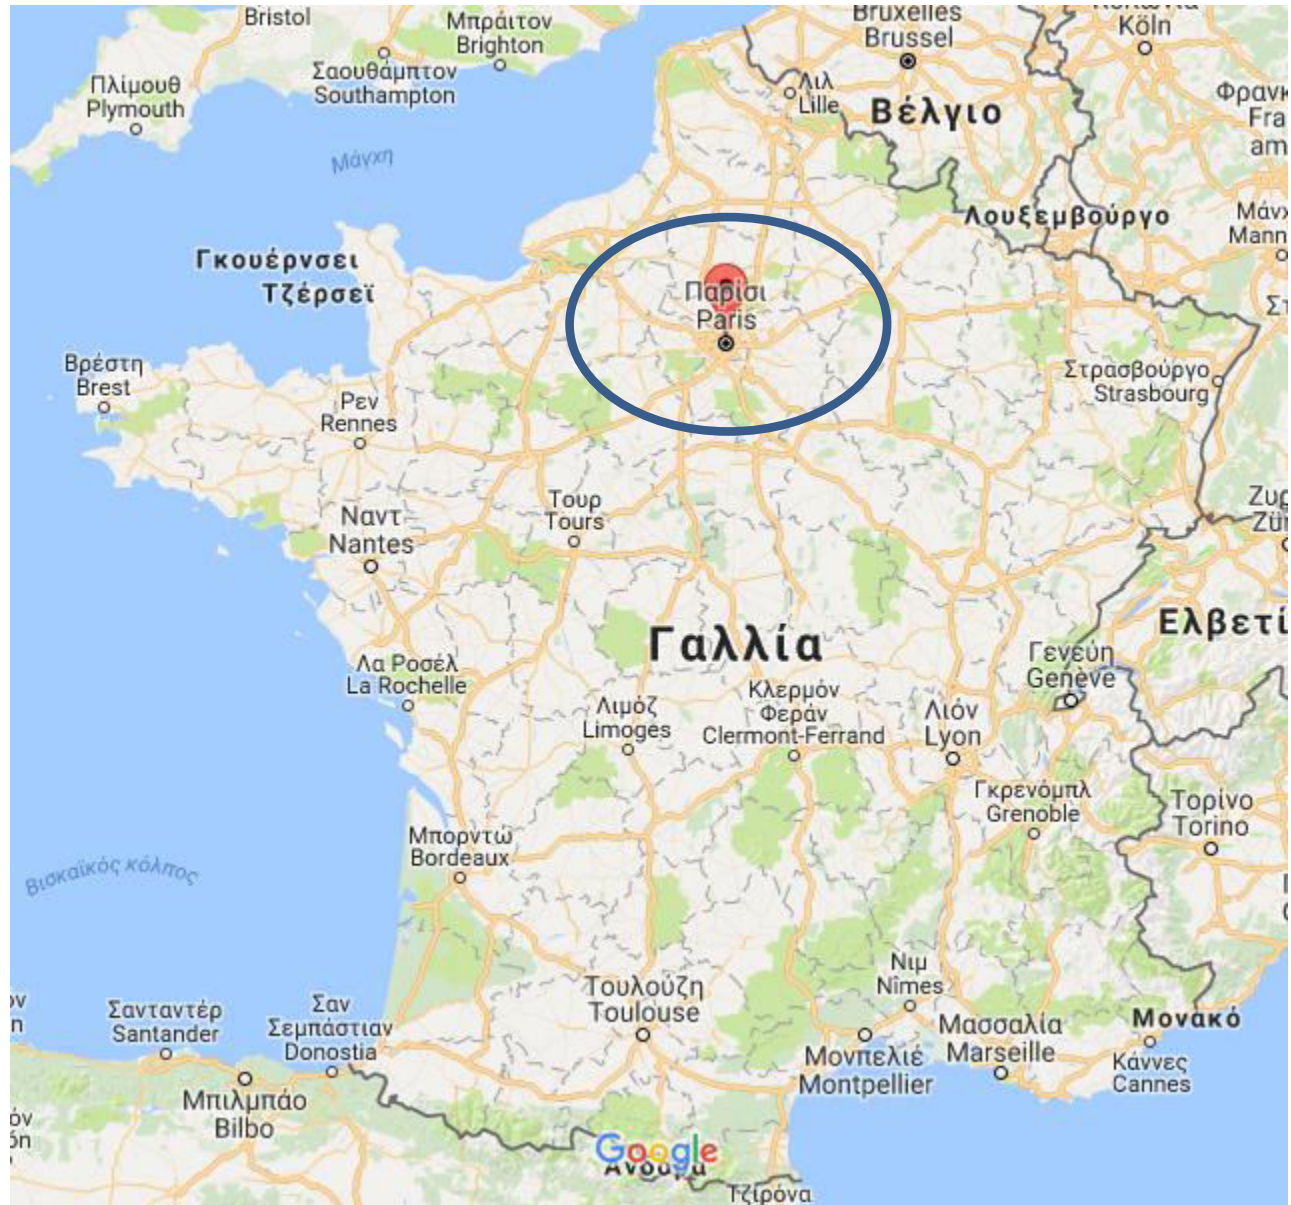 Bristol
Μπράιτον
Brighton
Σαουθάμπτον
Southampton
Πλίμουθ
Plymouth
Μάγχη
Bruxelles
Brussel
Köln
Λιλ
Lille
Βέλγιο
Λουξεμβούργο
Γκουέρνσεϊ
Τζέρσεϊ
Παρίσι
Paris
Στρασβούργο
Strasbourg
Βρέστη
Brest
Ρεν
Rennes
Τουρ
Tours
Ναντ
Nantes
Γαλλία
Γενεύη
Genève
Λα Ροσέλ
La Rochelle
Λιμόζ
Limoges
Κλερμόν
Φεράν
Clermont-Ferrand
Λιόν
Lyon
Γκρενόμπλ
Grenoble
Τορίνο
Torino
Μπορντώ
Bordeaux
Βισκαϊκός κόλπος
Νιμ
Nîmes
Τουλούζη
Toulouse
Μονπελιέ
Montpellier
Μασσαλία
Marseille
Μονακό
Κάννες
Cannes
Σανταντέρ
Santander
Σαν
Σεμπάστιαν
Donostia
Μπιλμπάο
Bilbo
Google
Τζιρόνα